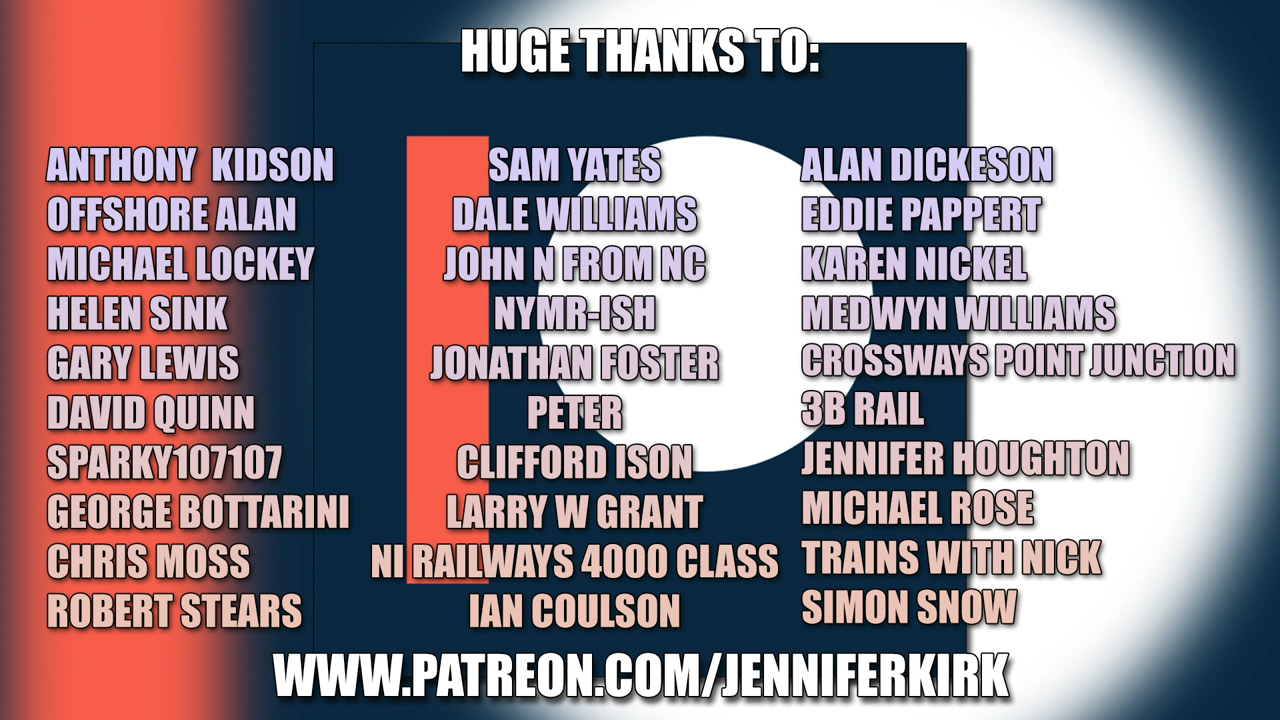 HUGE THANKS TO:
ANTHONY KIDSON
OFFSHORE ALAN
MICHAEL LOCKEY
HELEN SINK
GARY LEWIS
DAVID QUINN
SPARKY107107
GEORGE BOTTARINI
CHRIS MOSS
ROBERT STEARS
SAM YATES
DALE WILLIAMS
JOHN N FROM NC
NYMR-ISH
JONATHAN FOSTER
PETER
CLIFFORD ISON
LARRY W GRANT
NI RAILWAYS 4000 CLASS
IAN COULSON
ALAN DICKESON
EDDIE PAPPERT
KAREN NICKEL
MEDWYN WILLIAMS
CROSSWAYS POINT JUNCTION
3B RAIL
JENNIFER HOUGHTON
MICHAEL ROSE
TRAINS WITH NICK
SIMON SNOW
WWW.PATREON.COM/JENNIFERKIRK